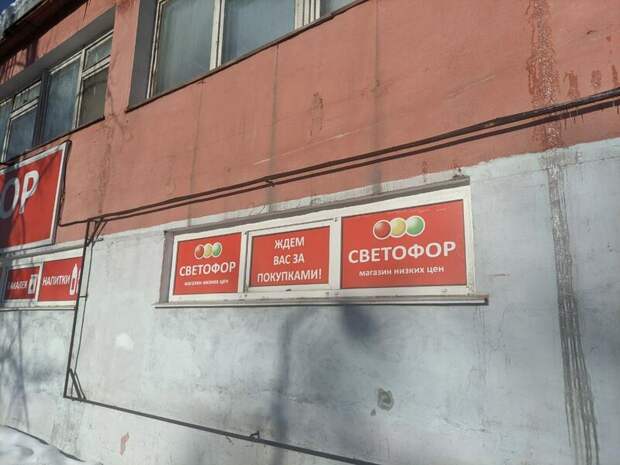 ОР
НАПИТКИ
СВЕТОФОР
магазин низких цен
ЖДЕМ
ВАС ЗА
ПОКУПКАМИ!
СВЕТОФОР
магазин низких цен